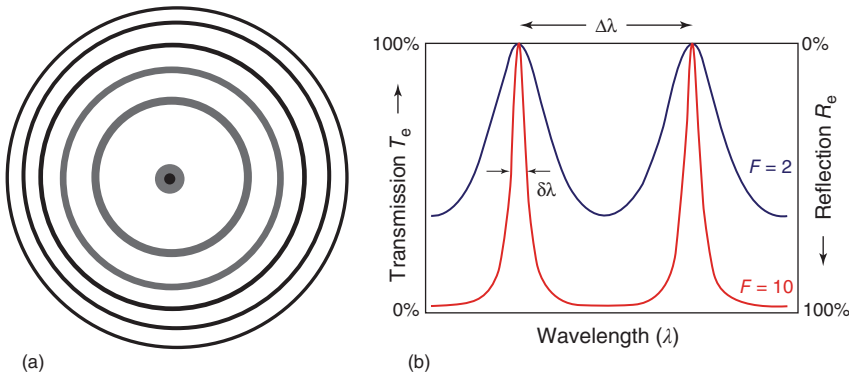 (a)
Δλ
100%
0%
Transmission Tₑ →
Reflection Rₑ
→
F = 2
δλ
F = 10
0%
100%
Wavelength (λ)
(b)